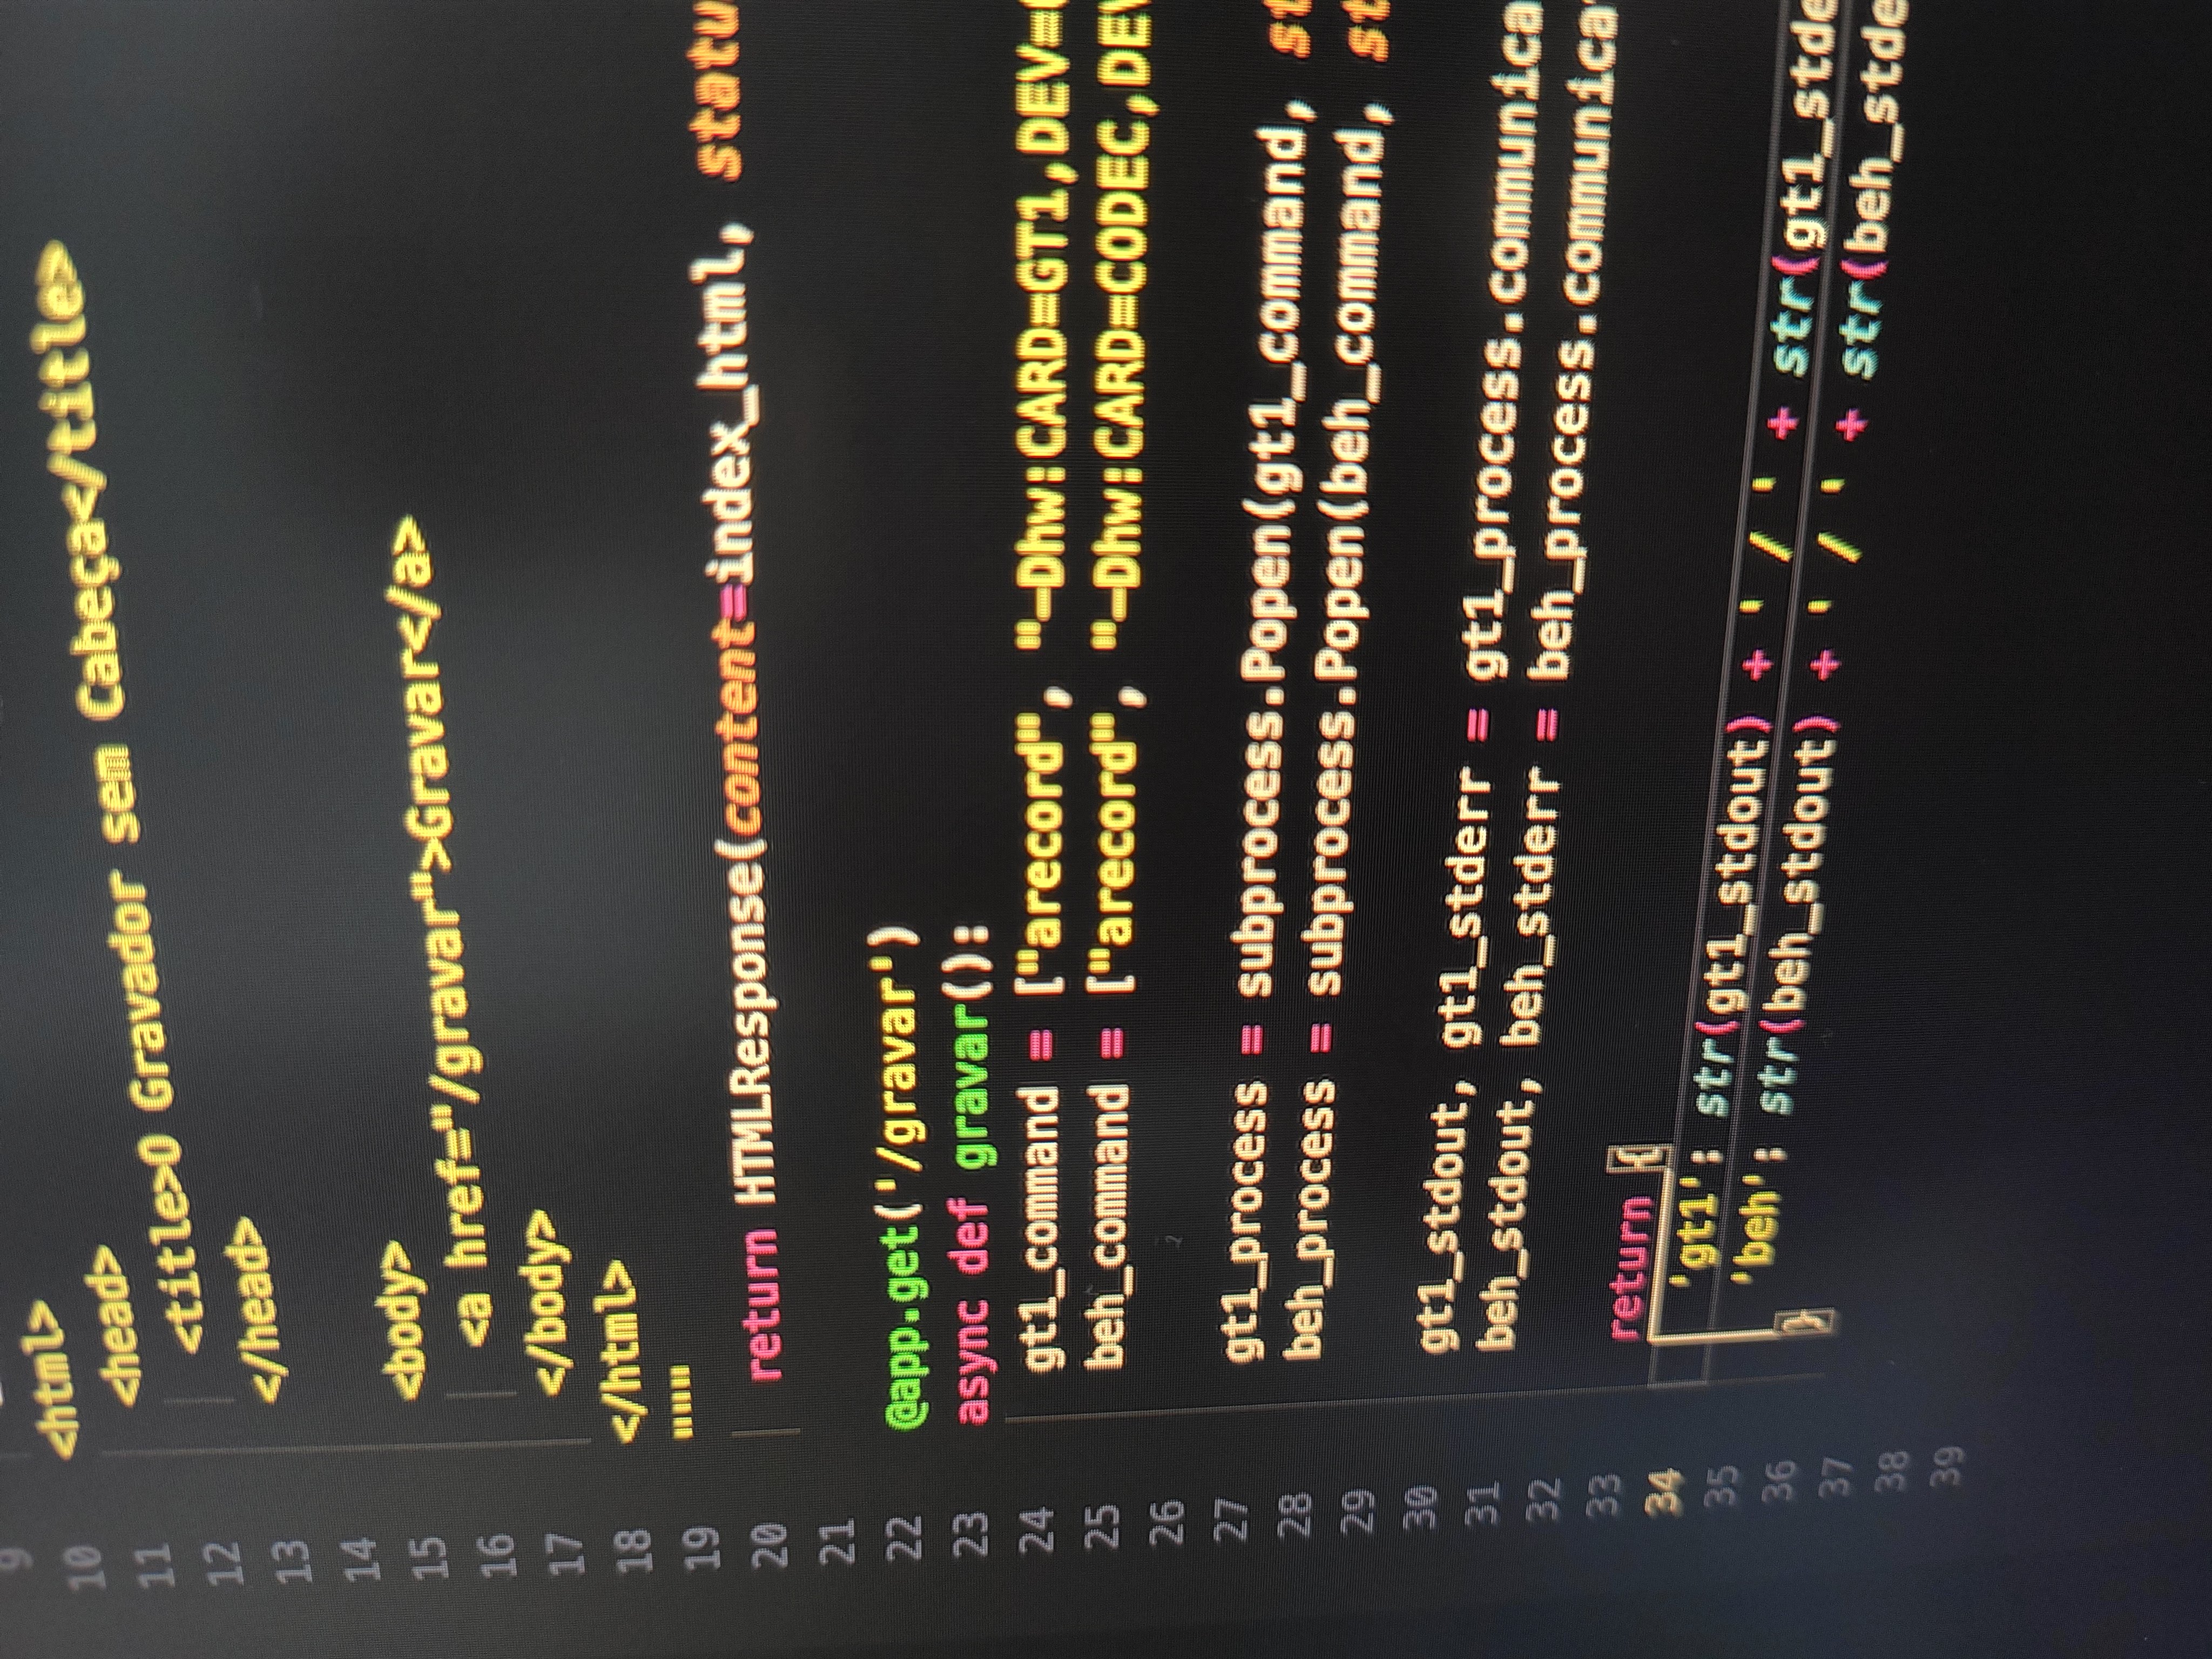 9
10 <html>
11 <head>
12 <title>O Gravador sem Cabeça</title>
13 </head>
14
15 <body>
16 <a href="/gravar">Gravar</a>
17 </body>
18 </html>
19 """
20 return HTMLResponse(content=index_html, statu
21
22 @app.get('/gravar')
23 async def gravar():
24 gt1_command = ["arecord", "-Dhw:CARD=GT1,DEV=
25 beh_command = ["arecord", "-Dhw:CARD=CODEC,DEV
26
27 gt1_process = subprocess.Popen(gt1_command, st
28 beh_process = subprocess.Popen(beh_command, st
29
30 gt1_stdout, gt1_stderr = gt1_process.communica
31 beh_stdout, beh_stderr = beh_process.communica
32
33 return {
34 'gt1': str(gt1_stdout) + ' / ' + str(gt1_stde
35 'beh': str(beh_stdout) + ' / ' + str(beh_stde
36 }
37
38
39